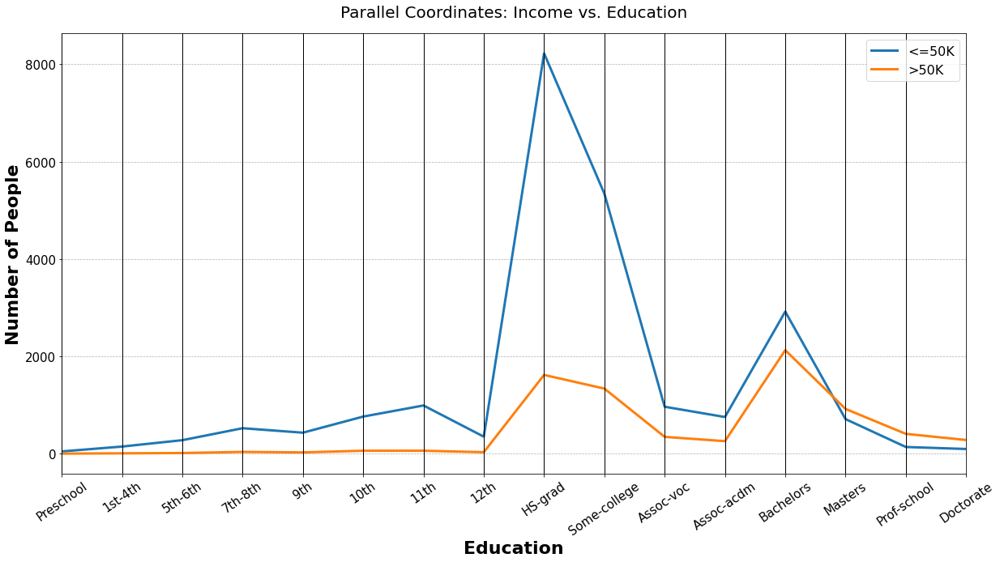 Parallel Coordinates: Income vs. Education
<=50K
>50K
Number of People
8000
6000
4000
2000
0
Preschool
1st-4th
5th-6th
7th-8th
9th
10th
11th
12th
HS-grad
Some-college
Assoc-voc
Assoc-acdm
Bachelors
Masters
Prof-school
Doctorate
Education